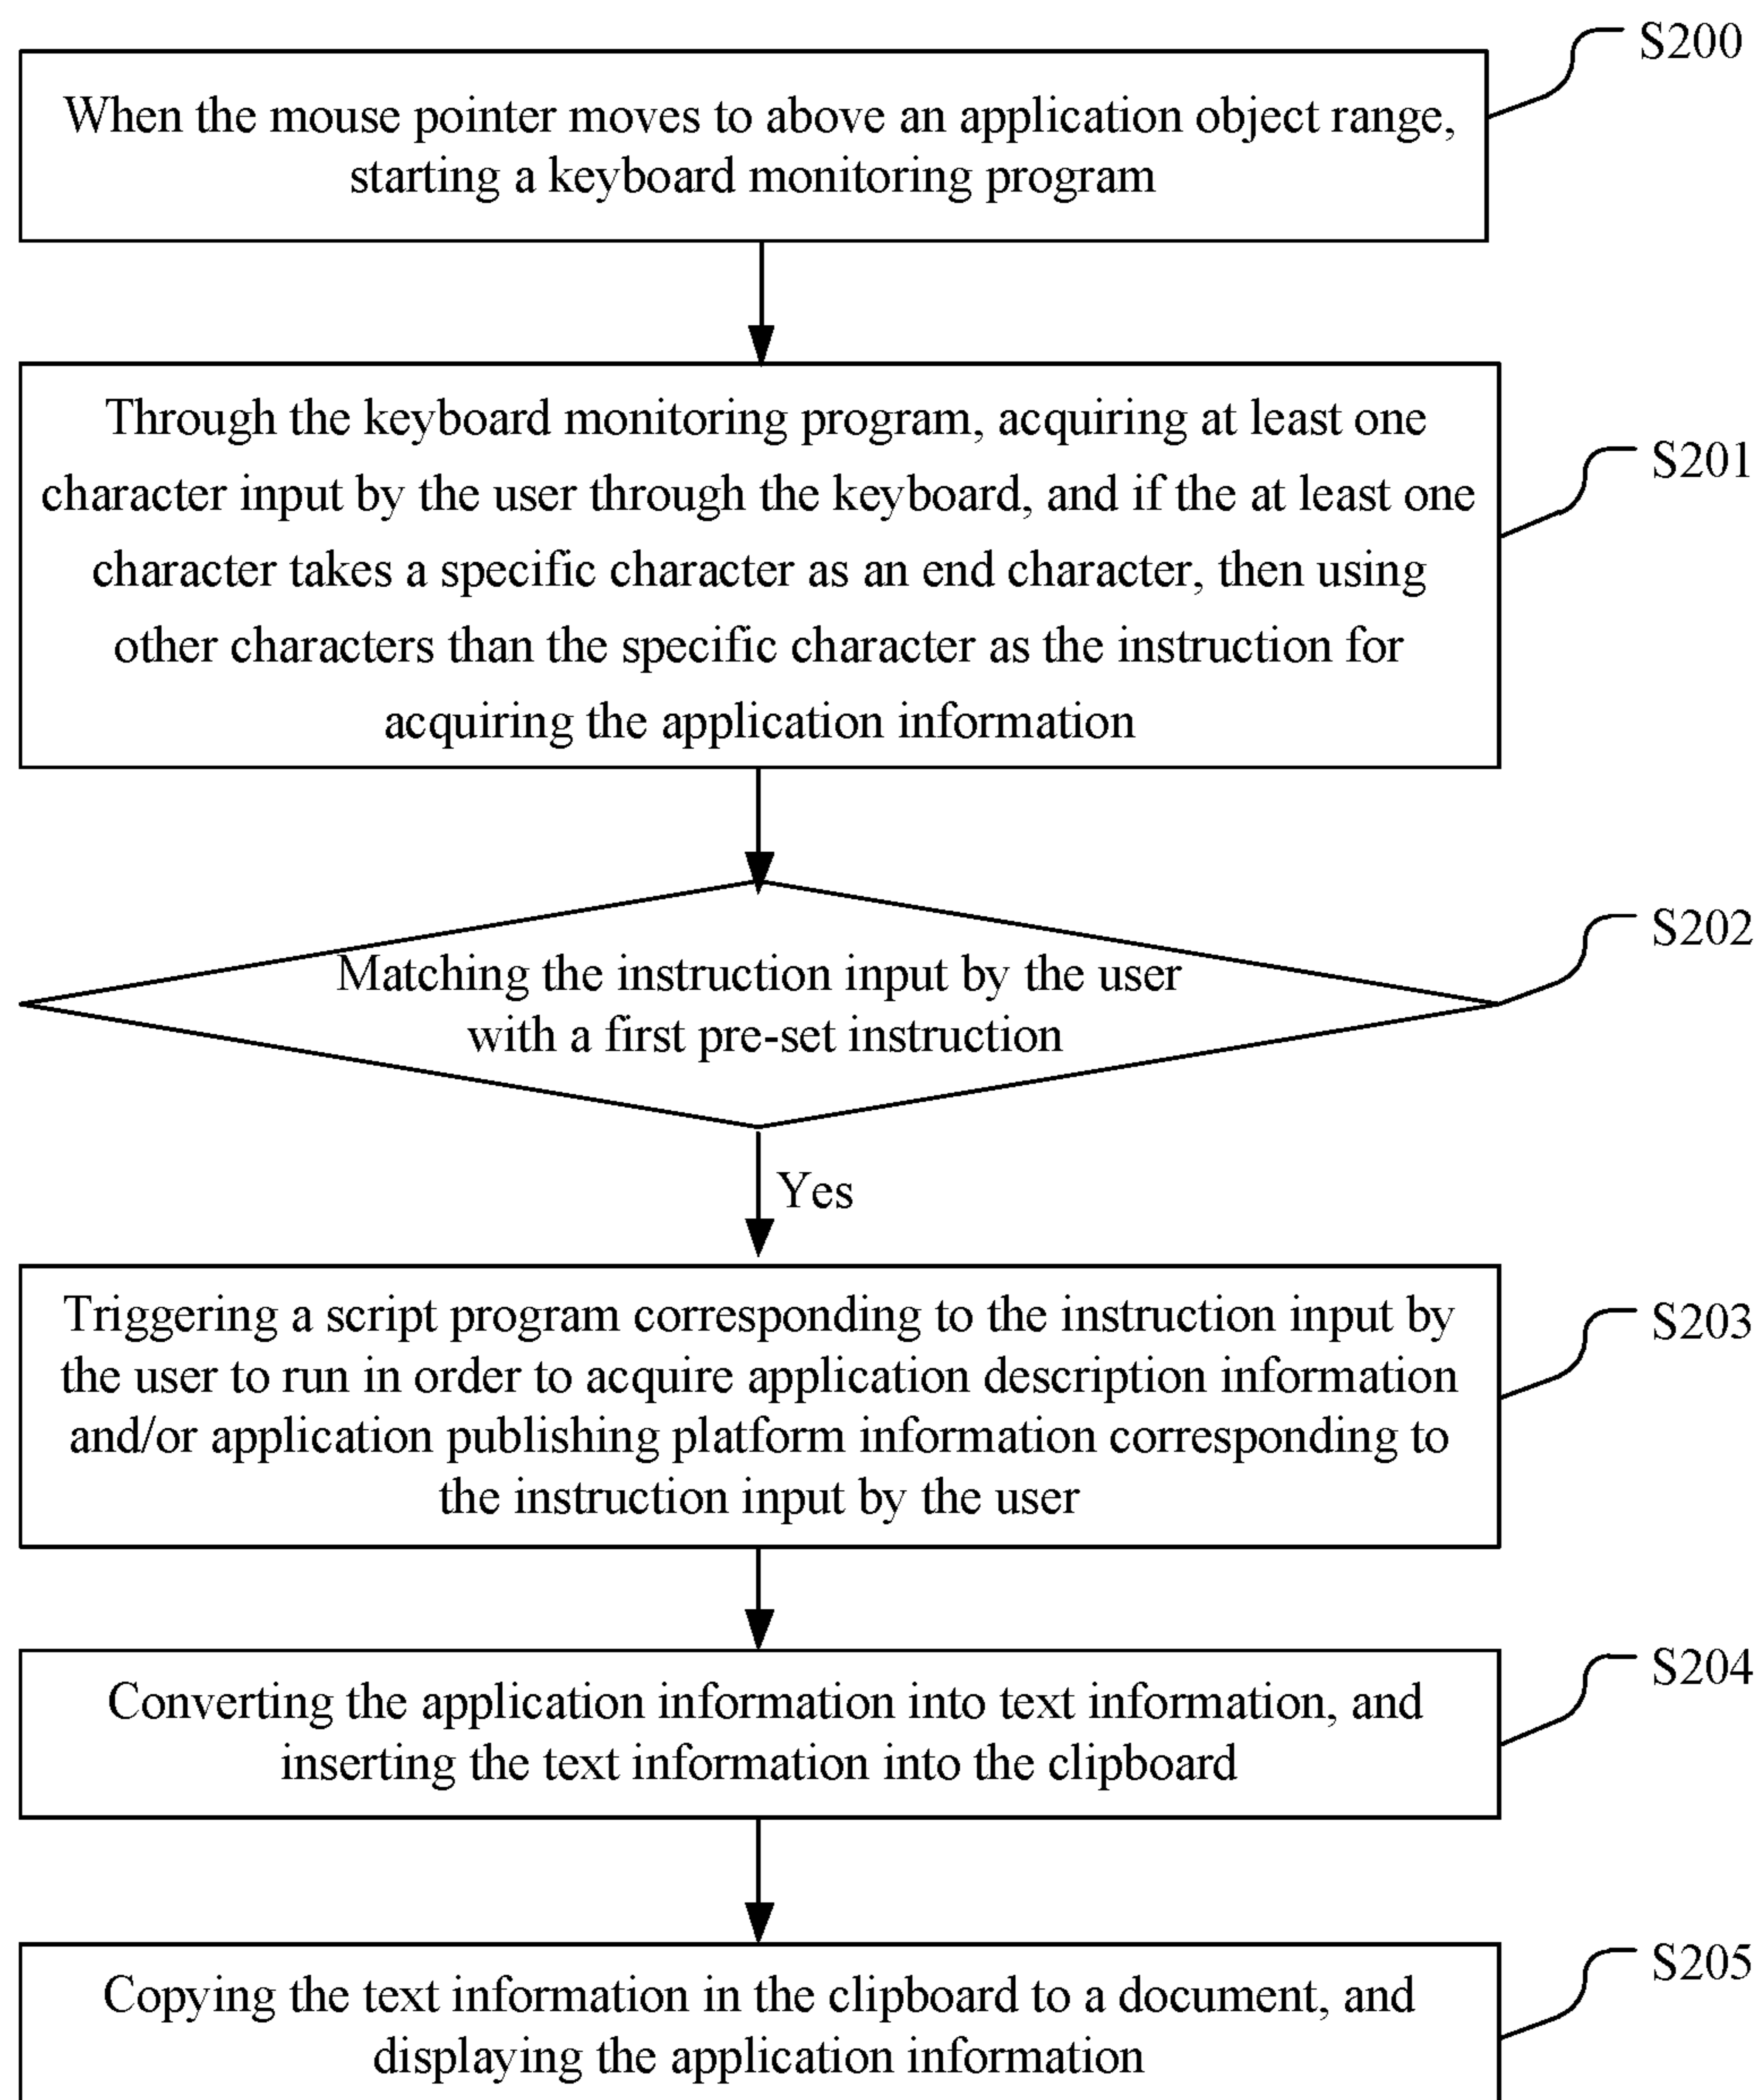 S200
When the mouse pointer moves to above an application object range,
starting a keyboard monitoring program
Through the keyboard monitoring program, acquiring at least one
S201
character input by the user through the keyboard, and if the at least one
character takes a specific character as an end character, then using
other characters than the specific character as the instruction for
acquiring the application information
S202
Matching the instruction input by the user
with a first pre-set instruction
Yes
Triggering a script program corresponding to the instruction input by
S203
the user to run in order to acquire application description information
and/or application publishing platform information corresponding to
the instruction input by the user
S204
Converting the application information into text information, and
inserting the text information into the clipboard
S205
Copying the text information in the clipboard to a document, and
displaying the application information